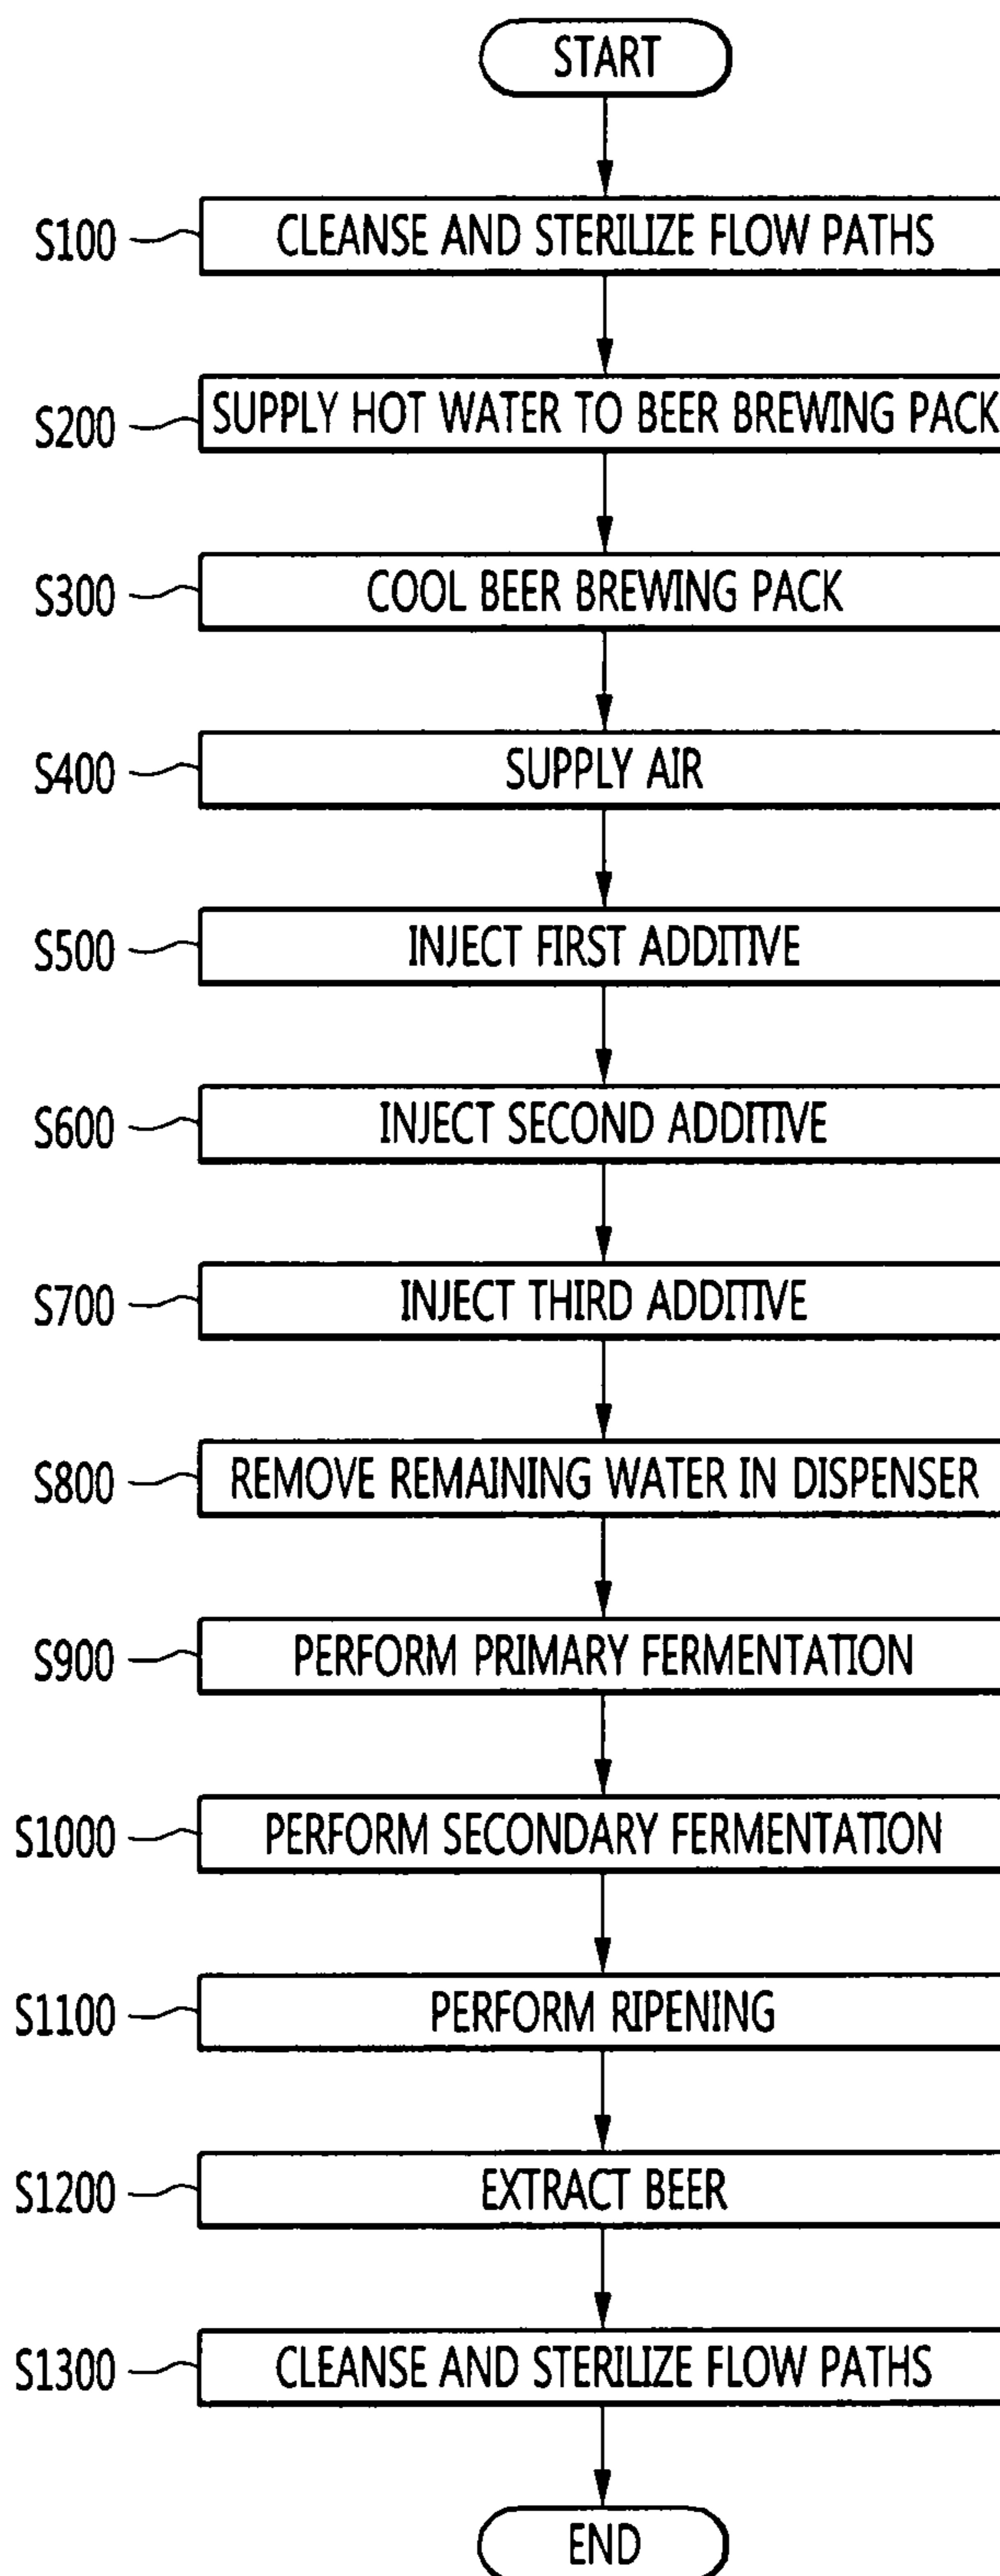 START
S100 CLEANSE AND STERILIZE FLOW PATHS
S200 SUPPLY HOT WATER TO BEER BREWING PACK
S300 COOL BEER BREWING PACK
S400 SUPPLY AIR
S500 INJECT FIRST ADDITIVE
S600 INJECT SECOND ADDITIVE
S700 INJECT THIRD ADDITIVE
S800 REMOVE REMAINING WATER IN DISPENSER
S900 PERFORM PRIMARY FERMENTATION
S1000 PERFORM SECONDARY FERMENTATION
S1100 PERFORM RIPENING
S1200 EXTRACT BEER
S1300 CLEANSE AND STERILIZE FLOW PATHS
END